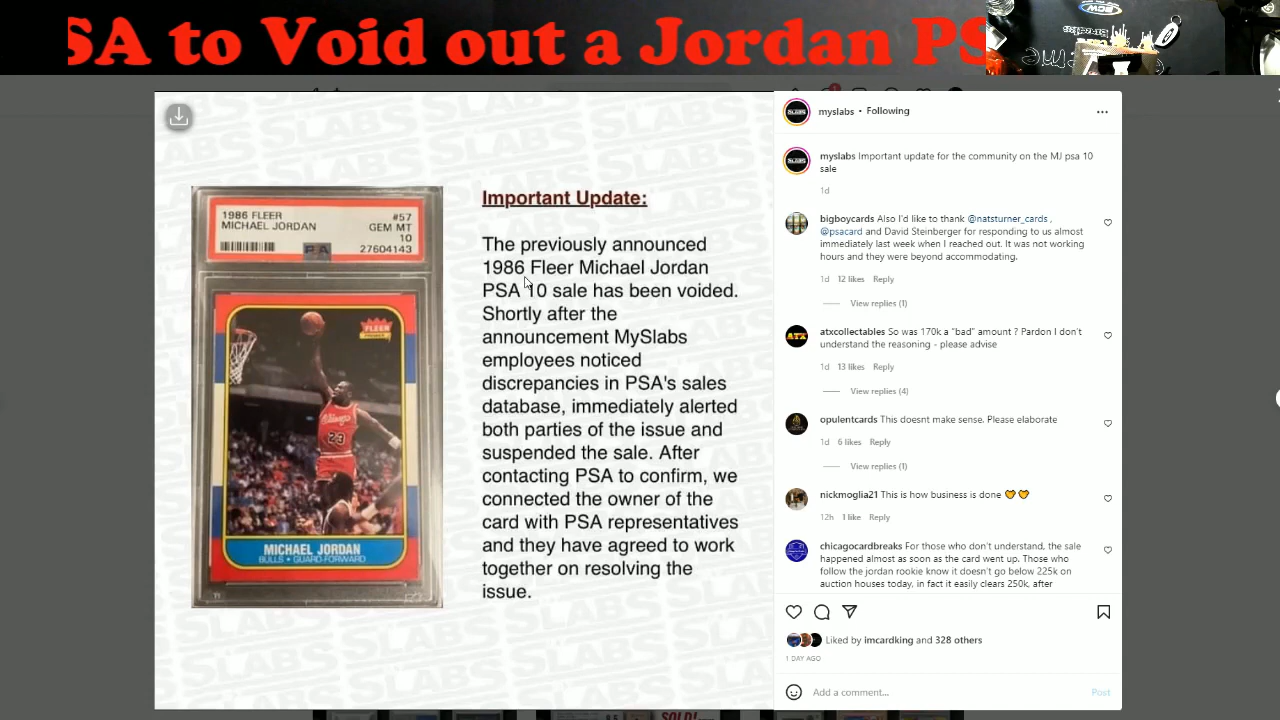 SA to Void out a Jordan PS
myslabs • Following
Important Update:
The previously announced
1986 Fleer Michael Jordan
PSA 10 sale has been voided.
Shortly after the
announcement MySlabs
employees noticed
discrepancies in PSA's sales
database, immediately alerted
both parties of the issue and
suspended the sale. After
contacting PSA to confirm, we
connected the owner of the
card with PSA representatives
and they have agreed to work
together on resolving the
issue.
1986 FLEER #57
MICHAEL JORDAN GEM MT
10
27604143
FLEER
PREMIER
Chicago
23
MICHAEL JORDAN
BULLS • GUARD-FORWARD
myslabs Important update for the community on the MJ psa 10
sale
1d
bigboycards Also I'd like to thank @natsturner_cards ,
@psacard and David Steinberger for responding to us almost
immediately last week when I reached out. It was not working
hours and they were beyond accommodating.
1d 12 likes Reply
View replies (1)
atxcollectables So was 170k a "bad" amount ? Pardon I don't
understand the reasoning - please advise
1d 13 likes Reply
View replies (4)
opulentcards This doesnt make sense. Please elaborate
1d 6 likes Reply
View replies (1)
nickmoglia21 This is how business is done 💛💛
12h 1 like Reply
chicagocardbreaks For those who don't understand, the sale
happened almost as soon as the card went up. Those who
follow the jordan rookie know it doesn't go below 225k on
auction houses today, in fact it easily clears 250k, after
Liked by imcardking and 328 others
1 DAY AGO
Add a comment... Post
SOLD!